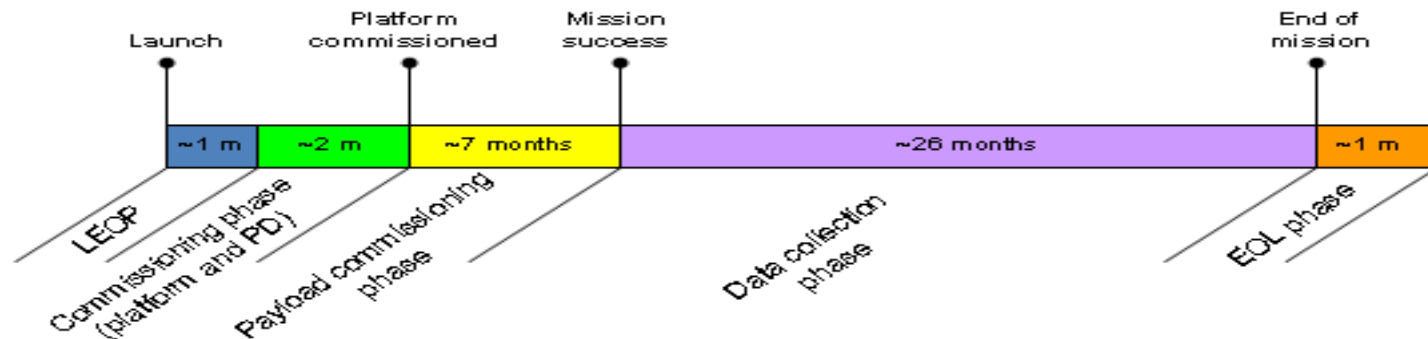 Launch
Platform
commissioned
Mission
success
End of
mission
~1 m
~2 m
~7 months
~26 months
~1 m
LEOP
Commissioning phase
(platform and PD)
Payload commissioning
phase
Data collection
phase
EOL phase